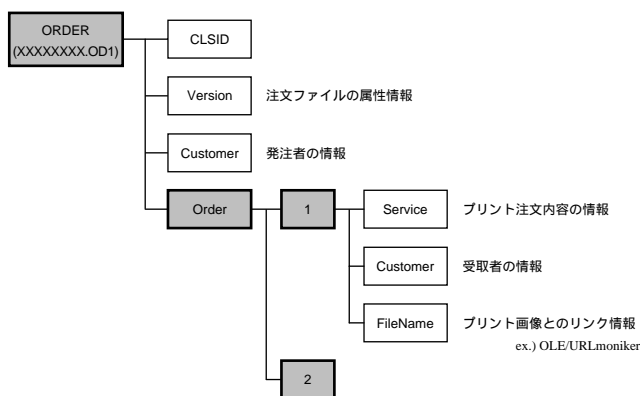 ORDER
(XXXXXXXX.OD1)
CLSID
Version 注文ファイルの属性情報
Customer 発注者の情報
Order 1 Service プリント注文内容の情報
Customer 受取者の情報
FileName プリント画像とのリンク情報
ex.) OLE/URLmoniker
2